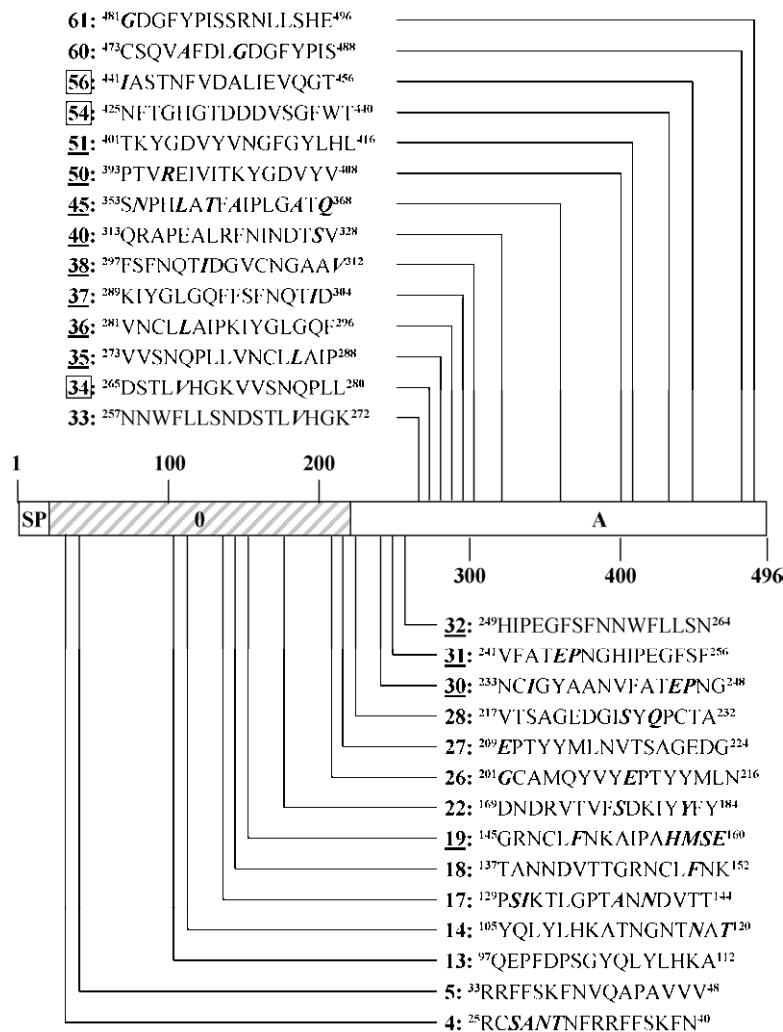 61: ⁴⁸¹GDGFYPISSRNLLSHE⁴⁹⁶
60: ⁴⁷³CSQVAFDLGDGFYPIS⁴⁸⁸
56: ⁴⁴¹IASTNFVDALIEVQGT⁴⁵⁶
54: ⁴²⁵NFTGHGTDDDVSGFWT⁴⁴⁰
51: ⁴⁰¹TKYGDVYVNGFGYLHL⁴¹⁶
50: ³⁹³PTVREIVITKYGDVYV⁴⁰⁸
45: ³⁵³SNPHLATFAIPLGATQ³⁶⁸
40: ³¹³QRAPEALRFNINDTSV³²⁸
38: ²⁹⁷FSFNQTIDGVCNGAAV³¹²
37: ²⁸⁹KIYGLGQFFSFNQTID³⁰⁴
36: ²⁸¹VNCLLAIPKIYGLGQF²⁹⁶
35: ²⁷³VVSNQPLLVNCLLAIP²⁸⁸
34: ²⁶⁵DSTLVHGKVVSNQPLL²⁸⁰
33: ²⁵⁷NNWFLLSNDSTLVHGK²⁷²
1 100 200
SP 0 A
300 400 496
32: ²⁴⁹HIPEGFSFNNWFLLSN²⁶⁴
31: ²⁴¹VFATEPNGHIPEGFSF²⁵⁶
30: ²³³NCIGYAANVFATEPNG²⁴⁸
28: ²¹⁷VTSAGEDGISYQPCTA²³²
27: ²⁰⁹EPTYYMLNVTSAGEDG²²⁴
26: ²⁰¹GCAMQYVYEPTYYMLN²¹⁶
22: ¹⁶⁹DNDRVTVFSDKIYYFY¹⁸⁴
19: ¹⁴⁵GRNCLFNKAIPAHMSE¹⁶⁰
18: ¹³⁷TANNDVTTGRNCLFNK¹⁵²
17: ¹²⁹PSIKTLGPTANNDVTT¹⁴⁴
14: ¹⁰⁵YQLYLHKATNGNTNAT¹²⁰
13: ⁹⁷QEPFDPSGYQLYLHKA¹¹²
5: ³³RRFFSKFNVQAPAVVV⁴⁸
4: ²⁵RCSANTNFRRFFSKFN⁴⁰